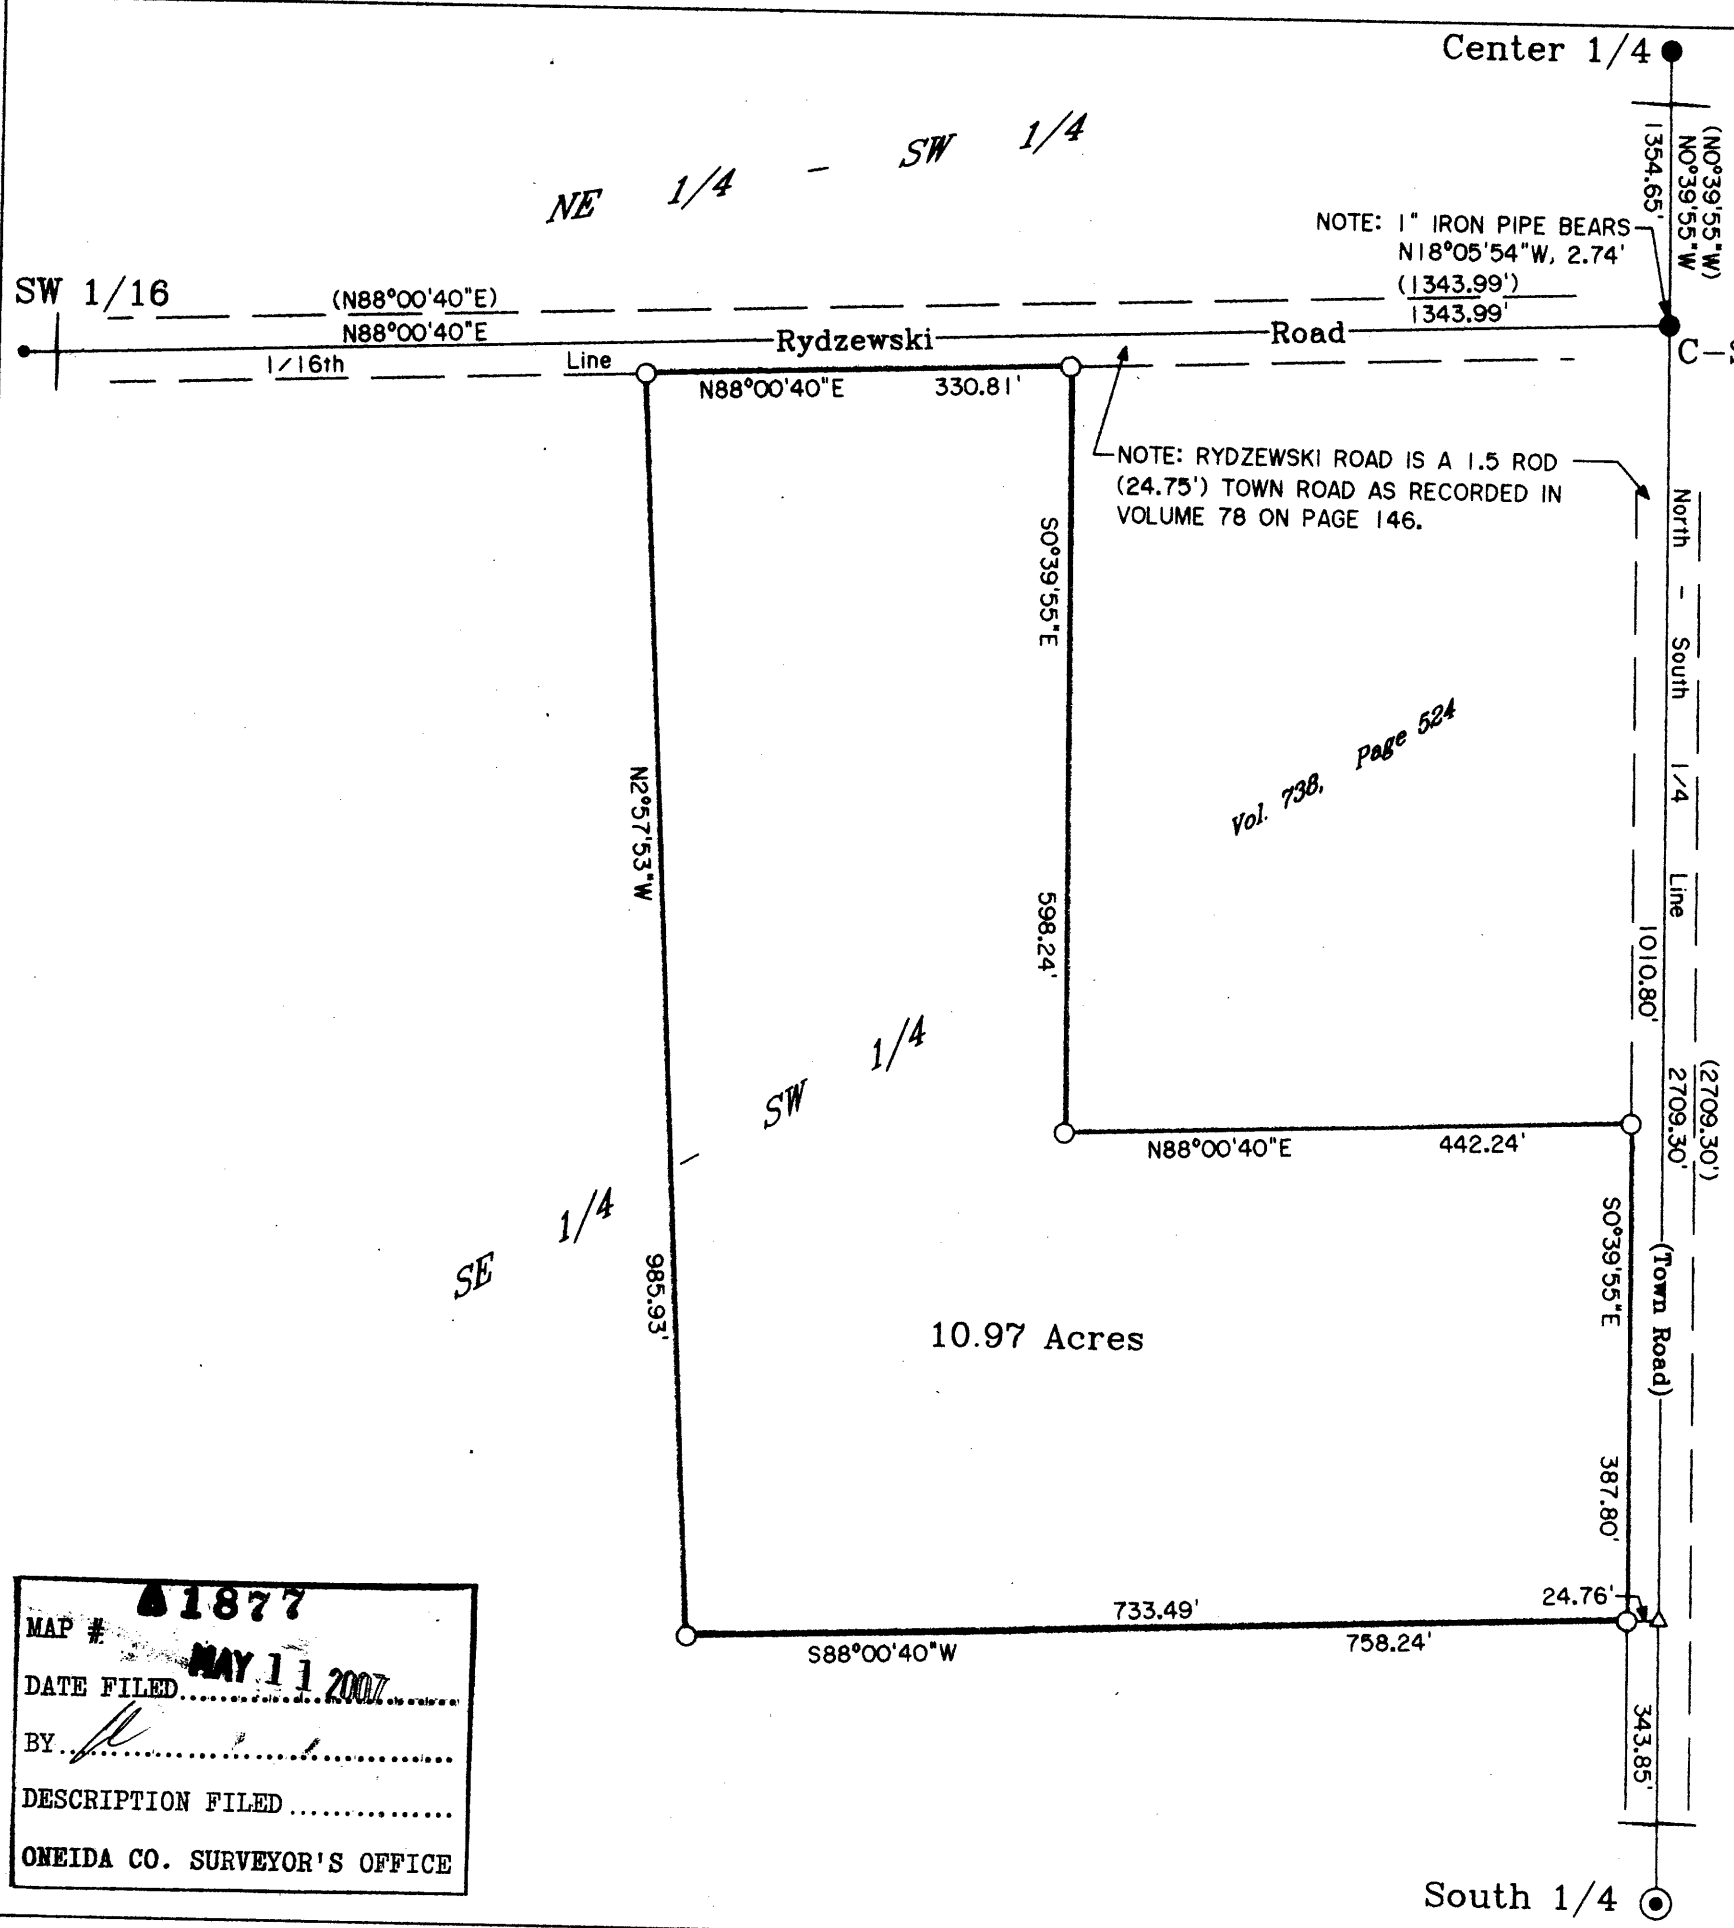 Center 1/4
(N0°39'55"W)
N0°39'55"W
1354.65'
NE 1/4 - SW 1/4
NOTE: 1" IRON PIPE BEARS
N18°05'54"W, 2.74'
(1343.99')
1343.99'
SW 1/16
(N88°00'40"E)
N88°00'40"E
Rydzewski Road
1/16th Line
C-
N88°00'40"E 330.81'
NOTE: RYDZEWSKI ROAD IS A 1.5 ROD
(24.75') TOWN ROAD AS RECORDED IN
VOLUME 78 ON PAGE 146.
North - South 1/4 Line
S0°39'55"E 598.24'
Vol. 738, Page 524
N2°57'53"W 985.93'
1010.80'
(2709.30')
2709.30'
SE 1/4 - SW 1/4
N88°00'40"E 442.24'
S0°39'55"E 387.80'
(Town Road)
10.97 Acres
24.76'
733.49'
S88°00'40"W 758.24'
343.85'
MAP # A1877
DATE FILED MAY 11 2007
BY
DESCRIPTION FILED
ONEIDA CO. SURVEYOR'S OFFICE
South 1/4